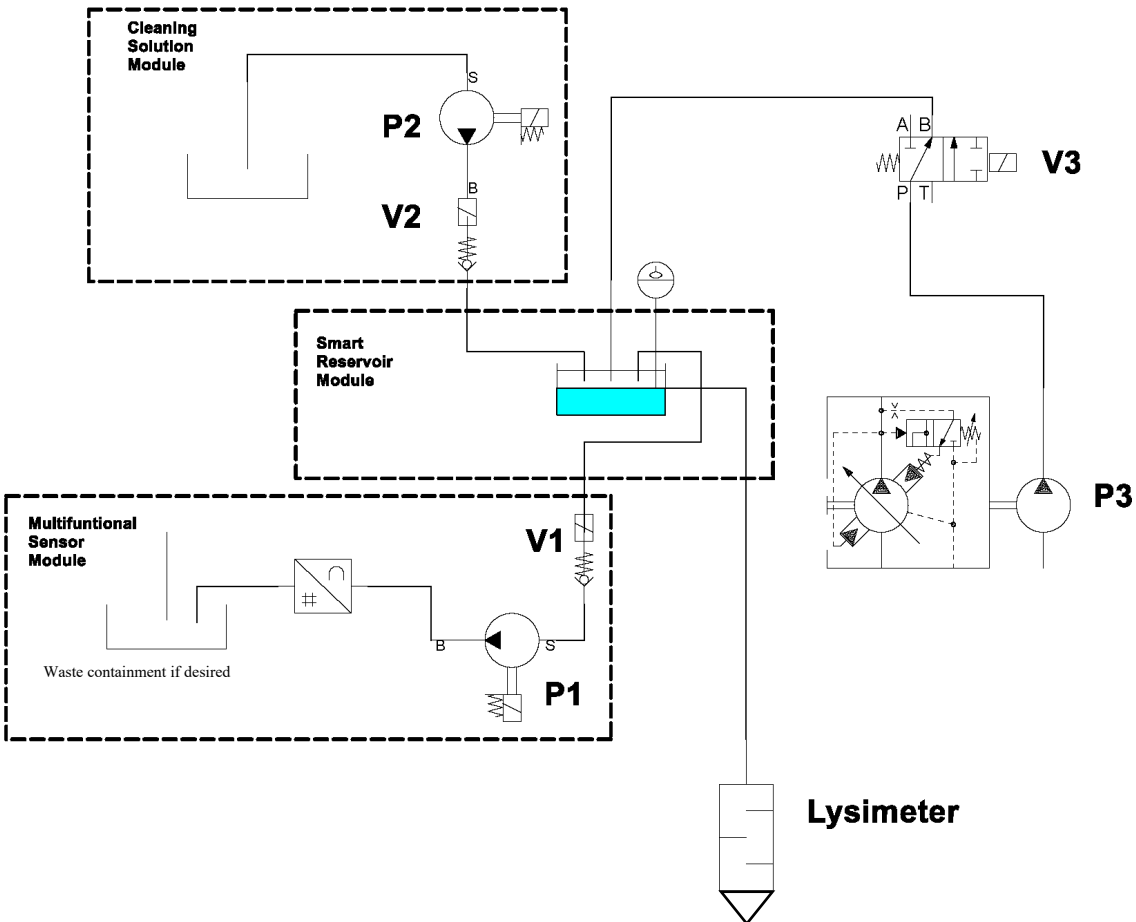 Cleaning
Solution
Module
S
P2
B
V2
A B
V3
P T
Smart
Reservoir
Module
P3
Multifuntional
Sensor
Module
V1
#
B
S
Waste containment if desired
P1
Lysimeter